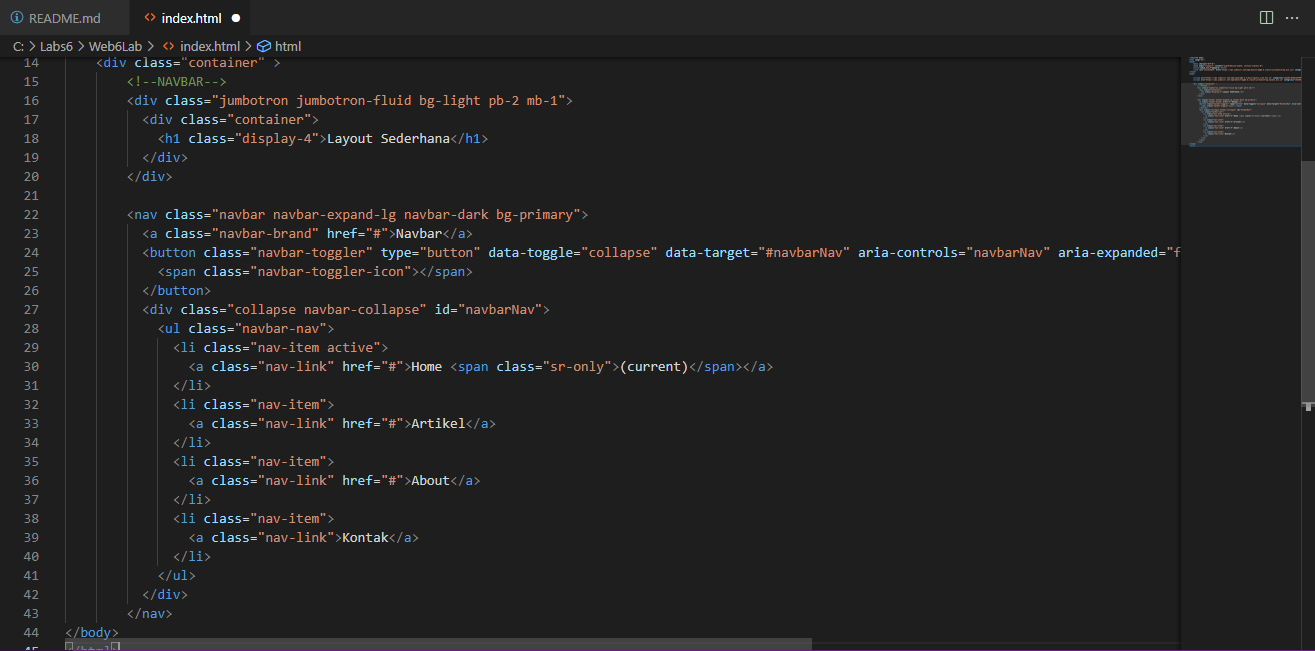 README.md index.html
C: > Labs6 > Web6Lab > index.html > html
14 <div class="container" >
15 <!--NAVBAR-->
16 <div class="jumbotron jumbotron-fluid bg-light pb-2 mb-1">
17 <div class="container">
18 <h1 class="display-4">Layout Sederhana</h1>
19 </div>
20 </div>
21
22 <nav class="navbar navbar-expand-lg navbar-dark bg-primary">
23 <a class="navbar-brand" href="#">Navbar</a>
24 <button class="navbar-toggler" type="button" data-toggle="collapse" data-target="#navbarNav" aria-controls="navbarNav" aria-expanded="f
25 <span class="navbar-toggler-icon"></span>
26 </button>
27 <div class="collapse navbar-collapse" id="navbarNav">
28 <ul class="navbar-nav">
29 <li class="nav-item active">
30 <a class="nav-link" href="#">Home <span class="sr-only">(current)</span></a>
31 </li>
32 <li class="nav-item">
33 <a class="nav-link" href="#">Artikel</a>
34 </li>
35 <li class="nav-item">
36 <a class="nav-link" href="#">About</a>
37 </li>
38 <li class="nav-item">
39 <a class="nav-link">Kontak</a>
40 </li>
41 </ul>
42 </div>
43 </nav>
44 </body>
45 </html>